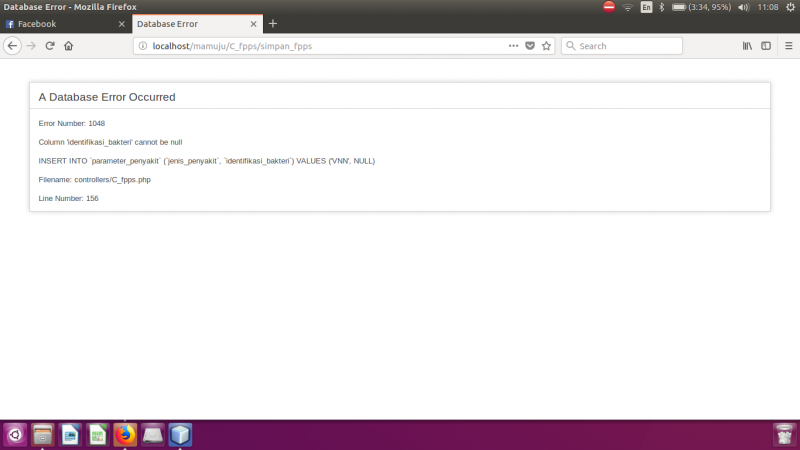 Database Error - Mozilla Firefox
En
(3:34, 95%)
11:08
Facebook
Database Error
localhost/mamuju/C_fpps/simpan_fpps
Search
A Database Error Occurred
Error Number: 1048
Column 'identifikasi_bakteri' cannot be null
INSERT INTO `parameter_penyakit` (`jenis_penyakit`, `identifikasi_bakteri`) VALUES ('VNN', NULL)
Filename: controllers/C_fpps.php
Line Number: 156